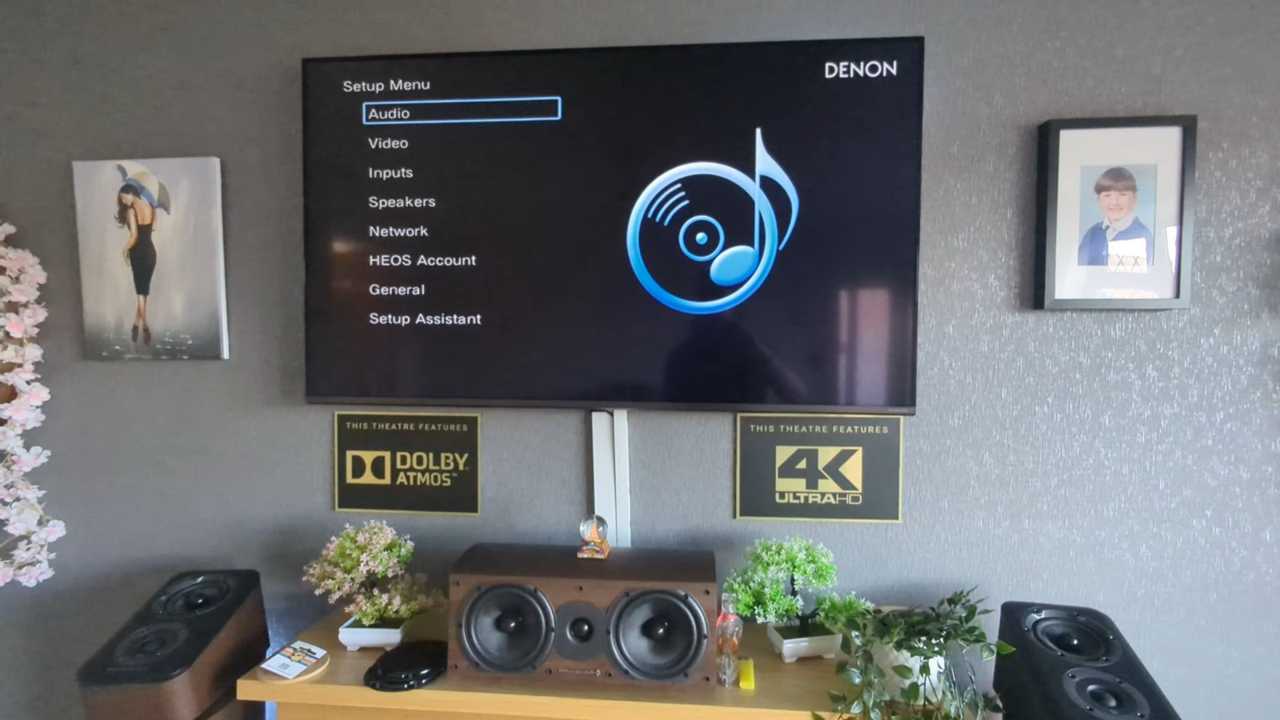 Setup Menu
DENON
Audio
Video
Inputs
Speakers
Network
HEOS Account
General
Setup Assistant
THIS THEATRE FEATURES
DOLBY
ATMOS™
THIS THEATRE FEATURES
4K
ULTRAHD